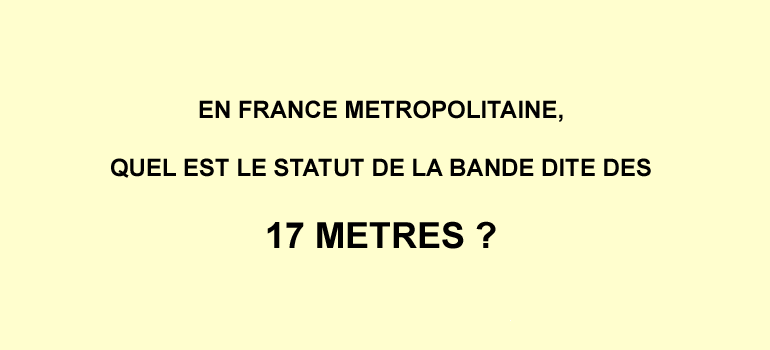 EN FRANCE METROPOLITAINE,
QUEL EST LE STATUT DE LA BANDE DITE DES
17 METRES ?